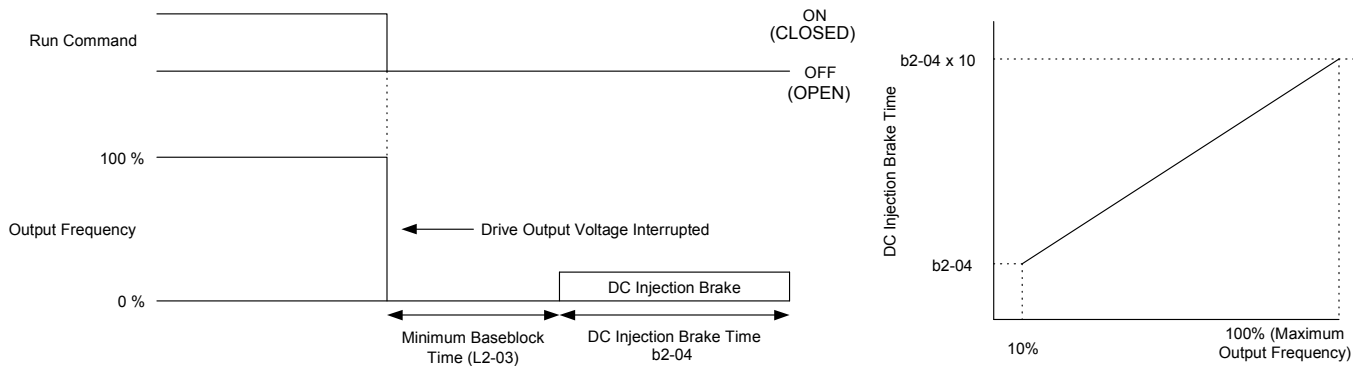 Run Command
ON
(CLOSED)
OFF
(OPEN)
100 %
Output Frequency
Drive Output Voltage Interrupted
0 %
DC Injection Brake
Minimum Baseblock
Time (L2-03)
DC Injection Brake Time
b2-04
DC Injection Brake Time
b2-04 x 10
b2-04
10%
100% (Maximum
Output Frequency)